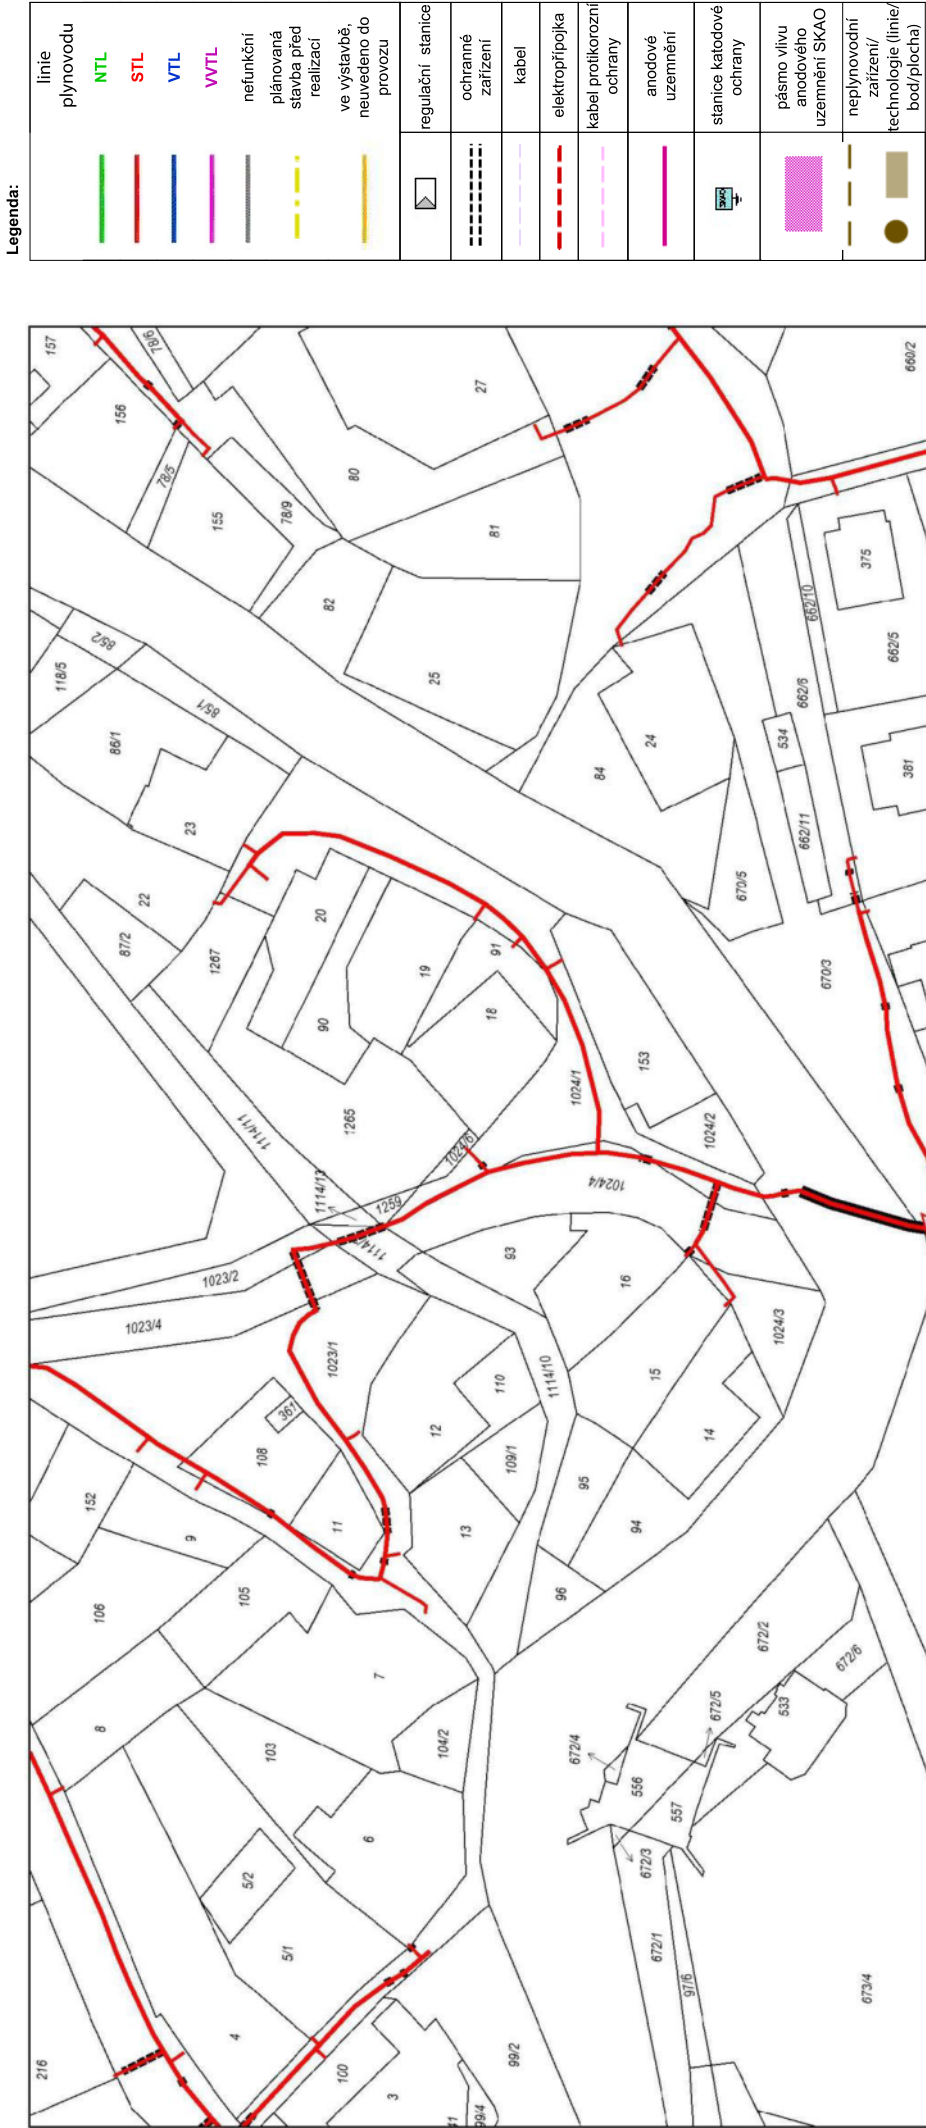 Legenda:
linie
plynovodu
NTL
STL
VTL
VVTL
nefunkční
plánovaná
stavba před
realizací
ve výstavbě,
neuvedeno do
provozu
regulační stanice
ochranné
zařízení
kabel
elektropřípojka
kabel protikorozní
ochrany
anodové
uzemnění
stanice katodové
ochrany
pásmo vlivu
anodového
uzemnění SKAO
neplynovodní
zařízení/
technologie (linie/
bod/plocha)
157
78/6
156
27
660/2
78/5
80
155
78/9
81
375
82
662/10
85/2
118/5
25
662/5
662/6
85/1
86/1
24
534
84
381
23
662/11
22
670/5
20
87/2
91
1267
19
670/3
90
18
153
1024/1
1265
1114/11
1024/2
1024/6
1114/13
1024/4
1259
93
1023/2
16
1023/4
1024/3
1023/1
15
1114/10
110
361
12
14
108
109/1
95
152
11
13
94
9
96
105
106
672/2
7
672/6
8
672/5
533
103
104/2
672/4
556
557
6
672/3
5/2
672/1
5/1
97/6
673/4
4
99/2
216
100
3
99/4